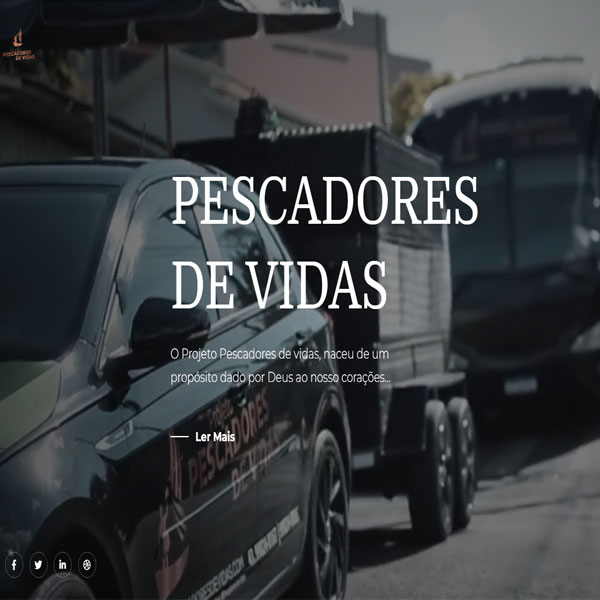 PESCADORES
DE VIDAS
PESCADORES
DE VIDAS
O Projeto Pescadores de vidas, naceu de um
propósito dado por Deus ao nosso corações...
Ler Mais
PESCADORES
DE VIDAS